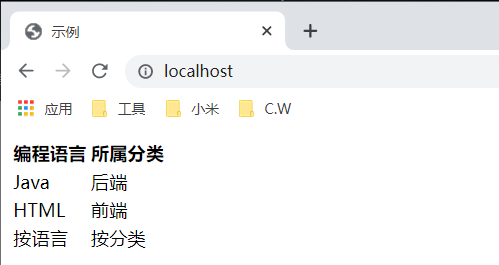 示例
localhost
应用 工具 小米 C.W
编程语言 所属分类
Java 后端
HTML 前端
按语言 按分类